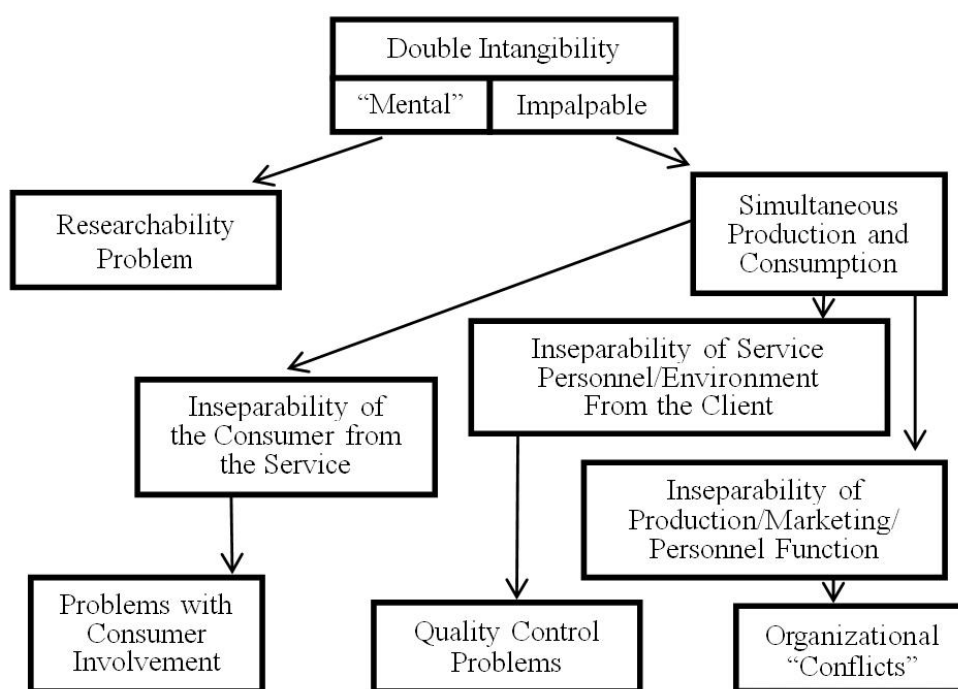 Double Intangibility
“Mental”
Impalpable
Researchability
Problem
Simultaneous
Production and
Consumption
Inseparability of Service
Personnel/Environment
From the Client
Inseparability of
the Consumer from
the Service
Inseparability of
Production/Marketing/
Personnel Function
Problems with
Consumer
Involvement
Quality Control
Problems
Organizational
“Conflicts”